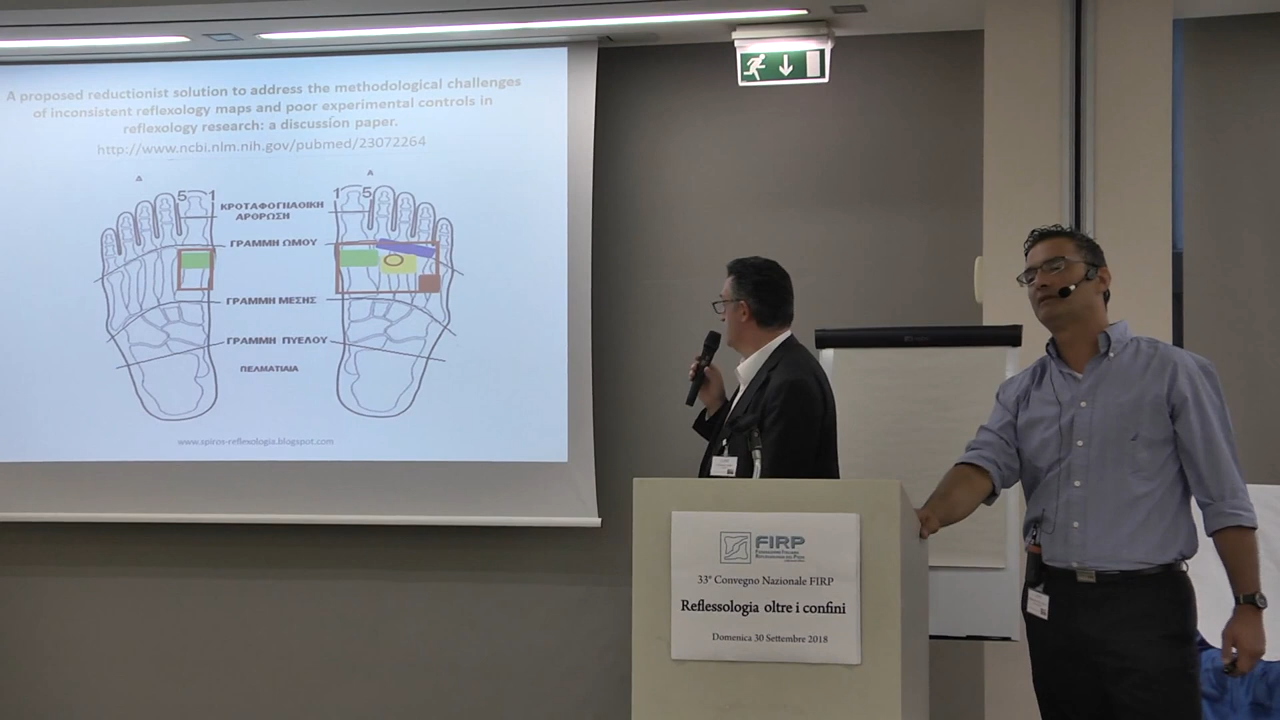 A proposed reductionist solution to address the methodological challenges
of inconsistent reflexology maps and poor experimental controls in
reflexology research: a discussion paper.
http://www.ncbi.nlm.nih.gov/pubmed/23072264
Δ
Α
5 1
1 5
ΚΡΟΤΑΦΟΓΝΑΘΙΚΗ
ΑΡΘΡΩΣΗ
ΓΡΑΜΜΗ ΩΜΟΥ
ΓΡΑΜΜΗ ΜΕΣΗΣ
ΓΡΑΜΜΗ ΠΥΕΛΟΥ
ΠΕΛΜΑΤΙΑΙΑ
www.spiros-reflexologia.blogspot.com
FIRP
33° Convegno Nazionale FIRP
Reflessologia oltre i confini
Domenica 30 Settembre 2018